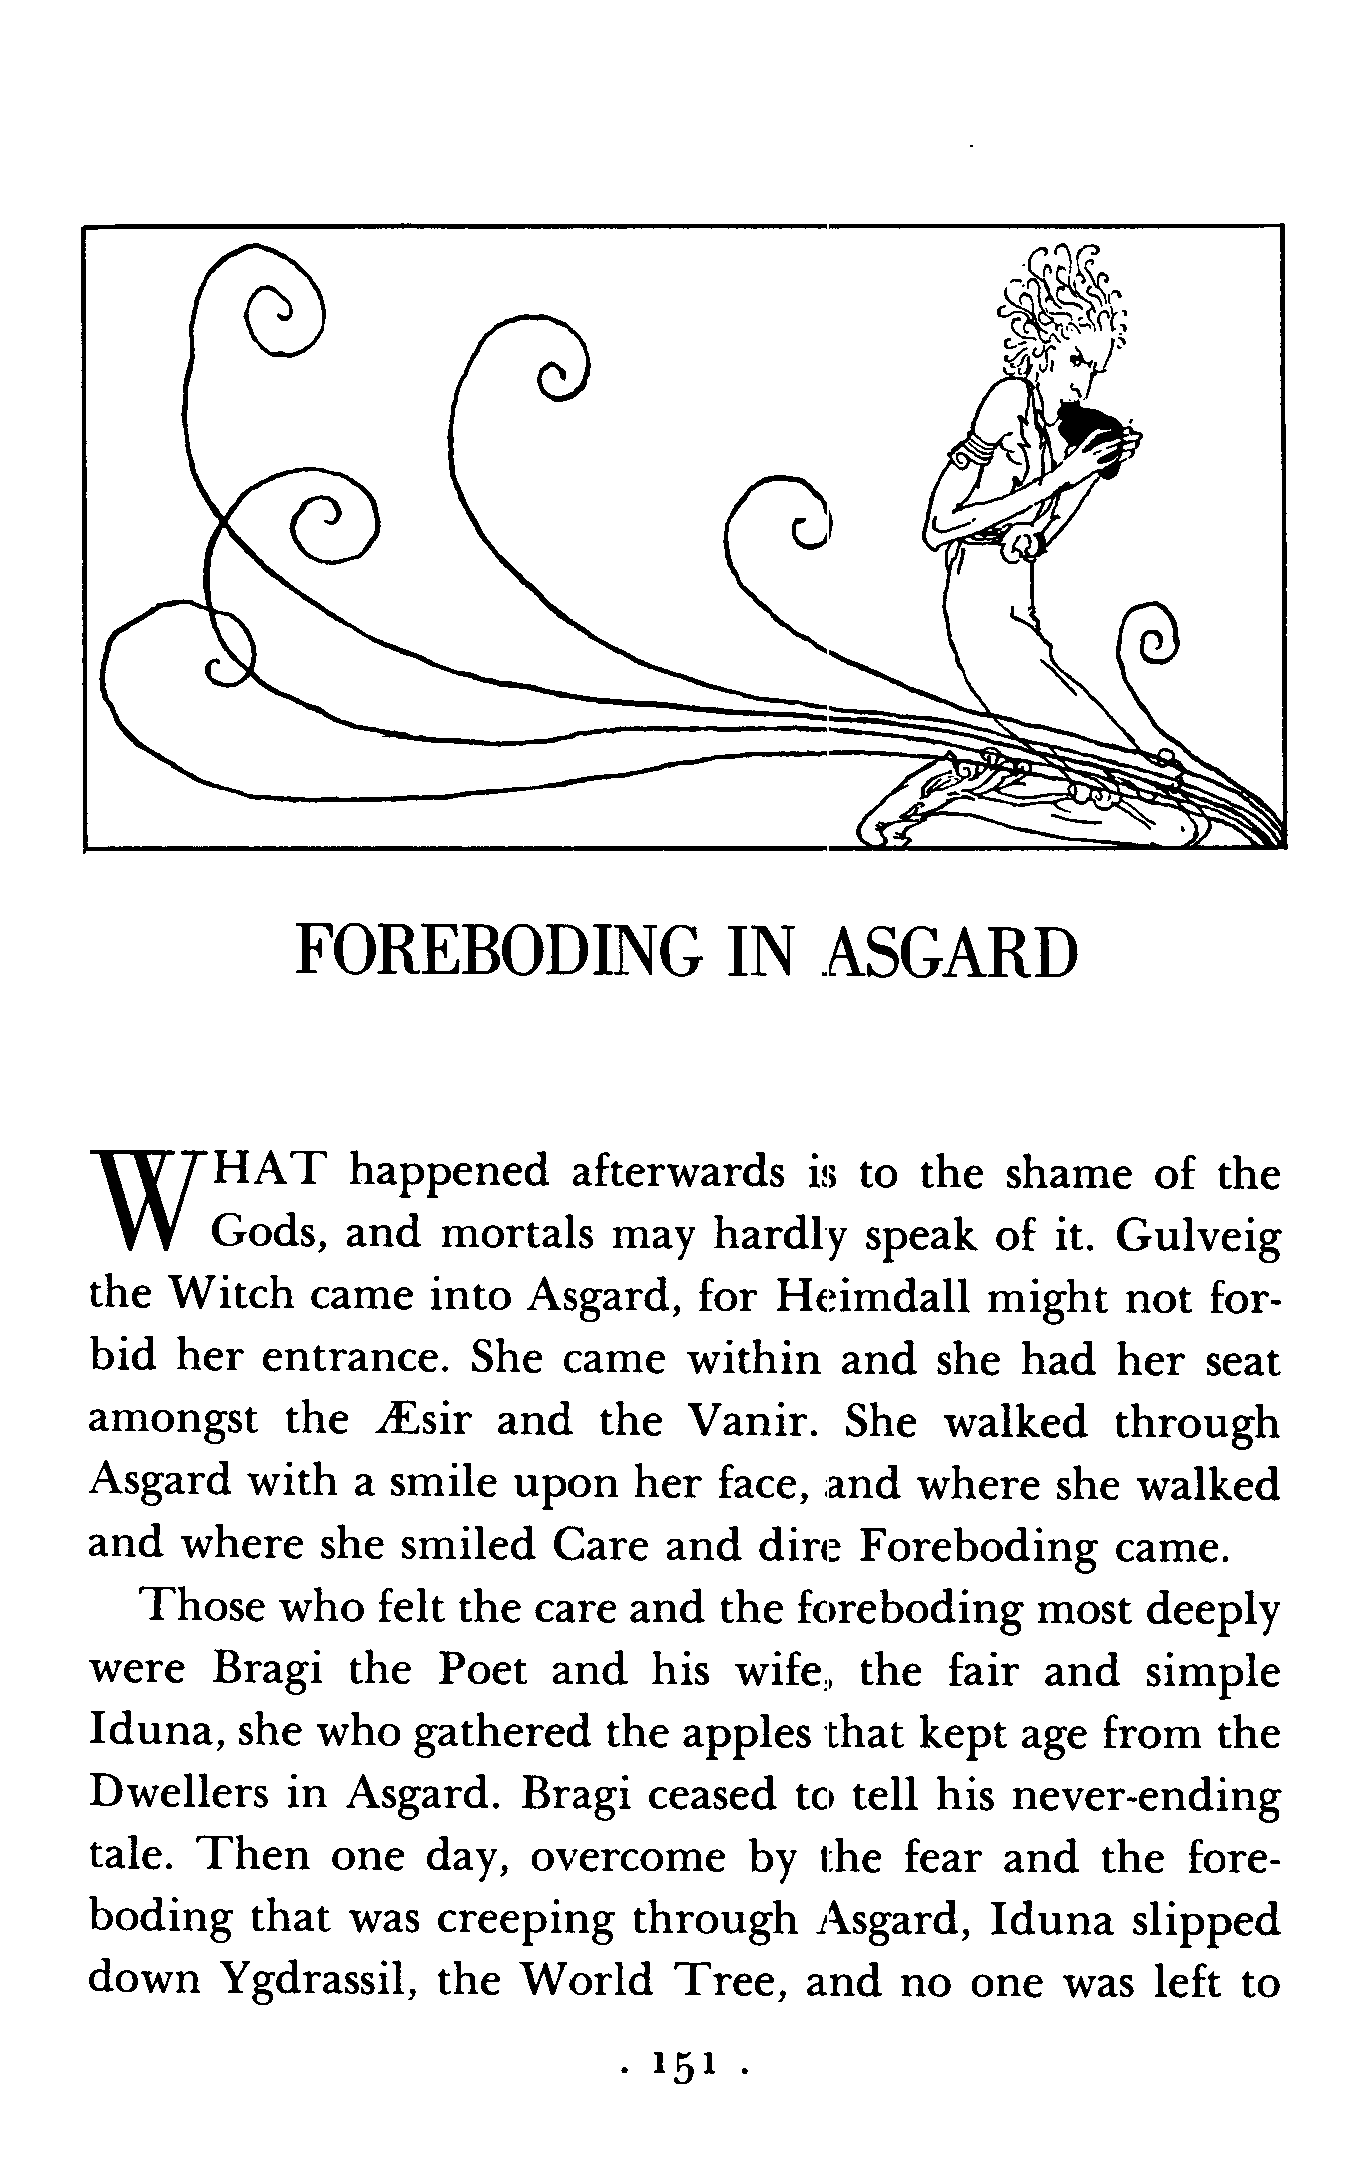 FOREBODING IN ASGARD
WHAT happened afterwards is to the shame of the
Gods, and mortals may hardly speak of it. Gulveig
the Witch came into Asgard, for Heimdall might not for-
bid her entrance. She came within and she had her seat
amongst the Æsir and the Vanir. She walked through
Asgard with a smile upon her face, and where she walked
and where she smiled Care and dire Foreboding came.
Those who felt the care and the foreboding most deeply
were Bragi the Poet and his wife, the fair and simple
Iduna, she who gathered the apples that kept age from the
Dwellers in Asgard. Bragi ceased to tell his never-ending
tale. Then one day, overcome by the fear and the fore-
boding that was creeping through Asgard, Iduna slipped
down Ygdrassil, the World Tree, and no one was left to
. 151 .